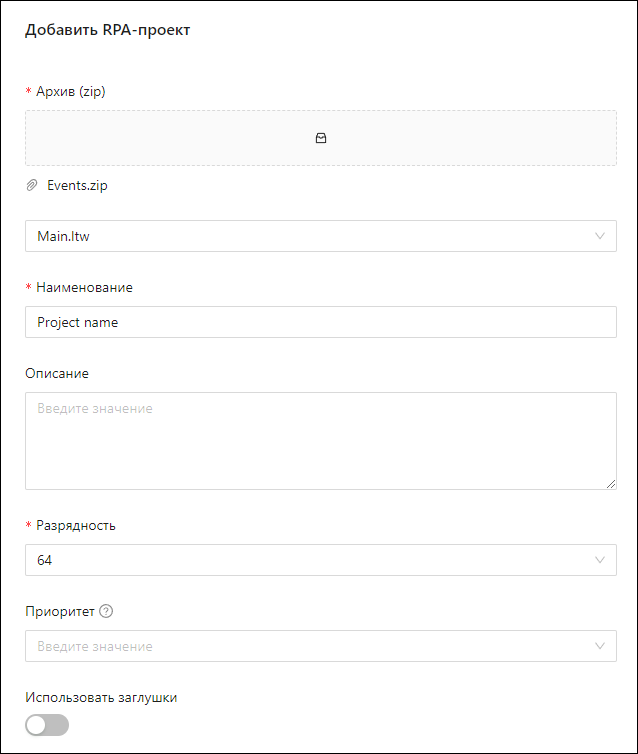 Добавить RPA-проект
* Архив (zip)
Events.zip
Main.ltw
* Наименование
Project name
Описание
Введите значение
* Разрядность
64
Приоритет ?
Введите значение
Использовать заглушки